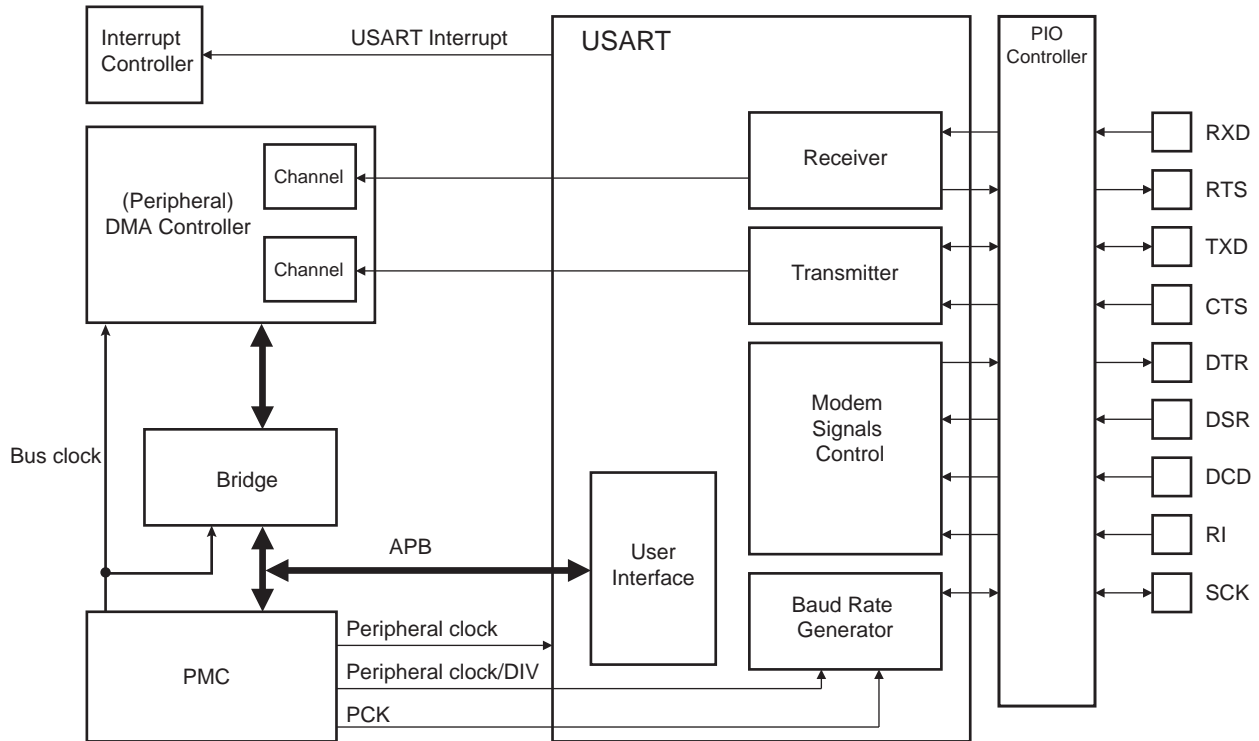 Interrupt
Controller
USART Interrupt
USART
PIO
Controller
(Peripheral)
DMA Controller
Channel
Channel
Receiver
Transmitter
Modem
Signals
Control
RXD
RTS
TXD
CTS
DTR
DSR
DCD
RI
SCK
Bus clock
Bridge
APB
User
Interface
Baud Rate
Generator
PMC
Peripheral clock
Peripheral clock/DIV
PCK